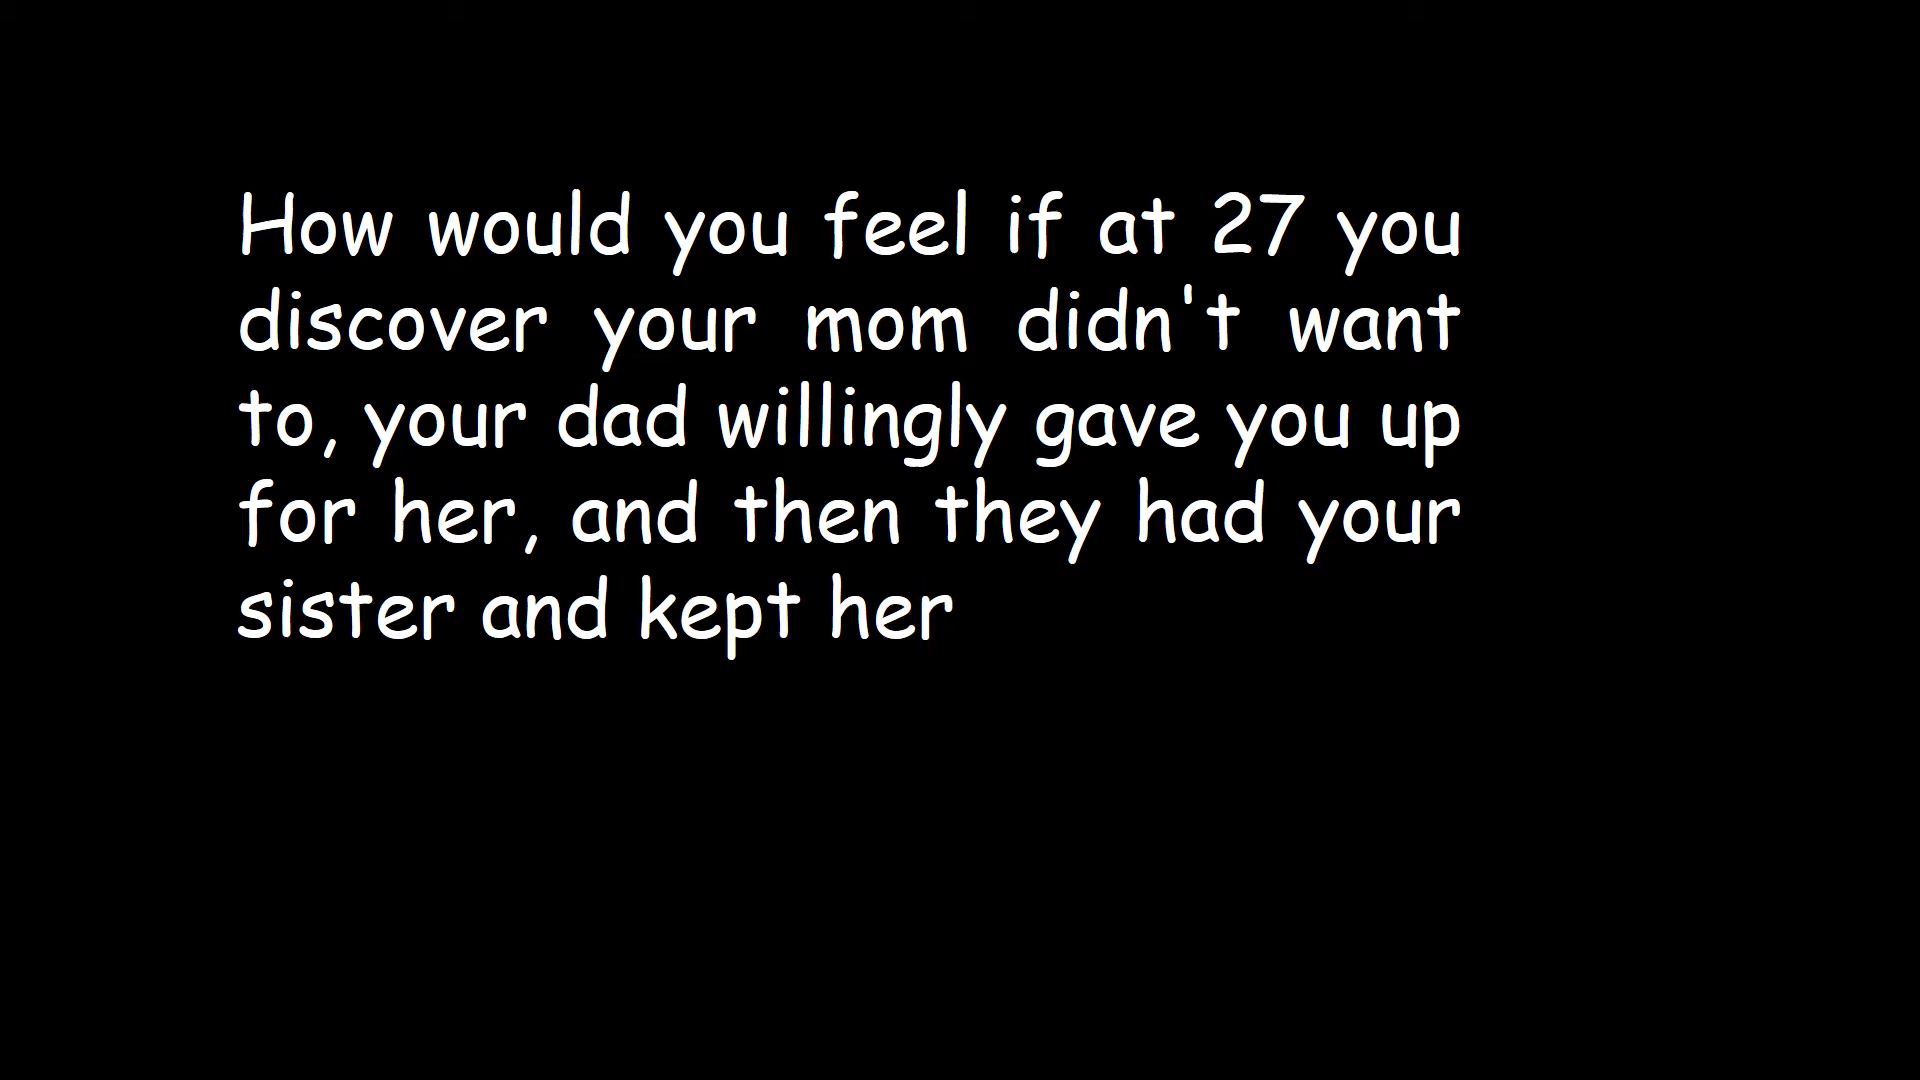 How would you feel if at 27 you
discover your mom didn't want
to, your dad willingly gave you up
for her, and then they had your
sister and kept her